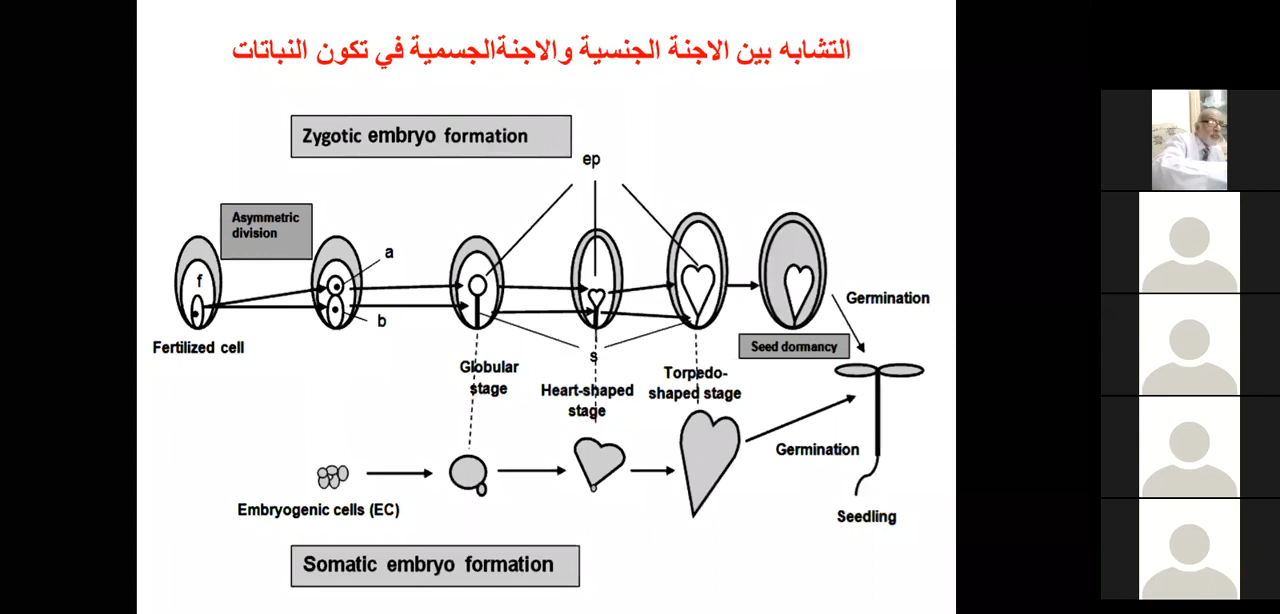 التشابه بين الاجنة الجنسية والاجنةالجسمية في تكون النباتات
Zygotic embryo formation
ep
Asymmetric
division
a
f
b
Germination
Fertilized cell
Seed dormancy
s
Globular
stage
Heart-shaped
stage
Torpedo-
shaped stage
Germination
Embryogenic cells (EC)
Seedling
Somatic embryo formation